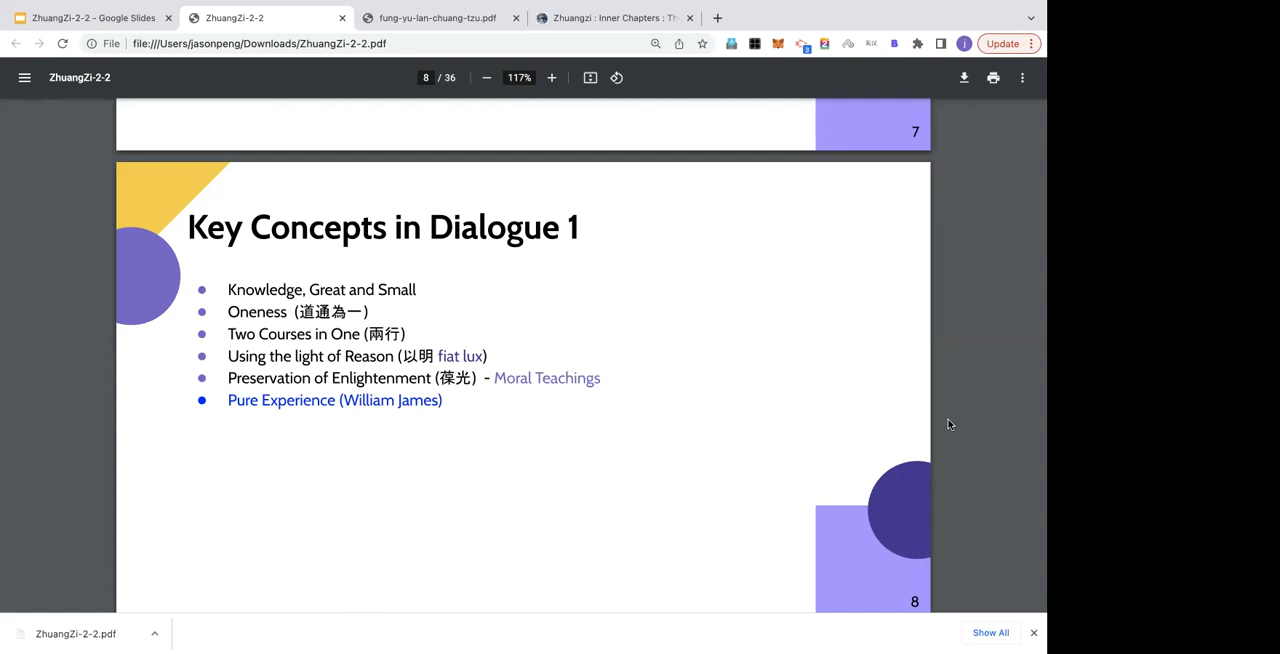 ZhuangZi-2-2 - Google Slides
ZhuangZi-2-2
fung-yu-lan-chuang-tzu.pdf
Zhuangzi : Inner Chapters : Th
File
file:///Users/jasonpeng/Downloads/ZhuangZi-2-2.pdf
3
2
B
j
Update
ZhuangZi-2-2
8 / 36
117%
7
Key Concepts in Dialogue 1
Knowledge, Great and Small
Oneness (道通為一)
Two Courses in One (兩行)
Using the light of Reason (以明 fiat lux)
Preservation of Enlightenment (葆光) - Moral Teachings
Pure Experience (William James)
8
ZhuangZi-2-2.pdf
Show All